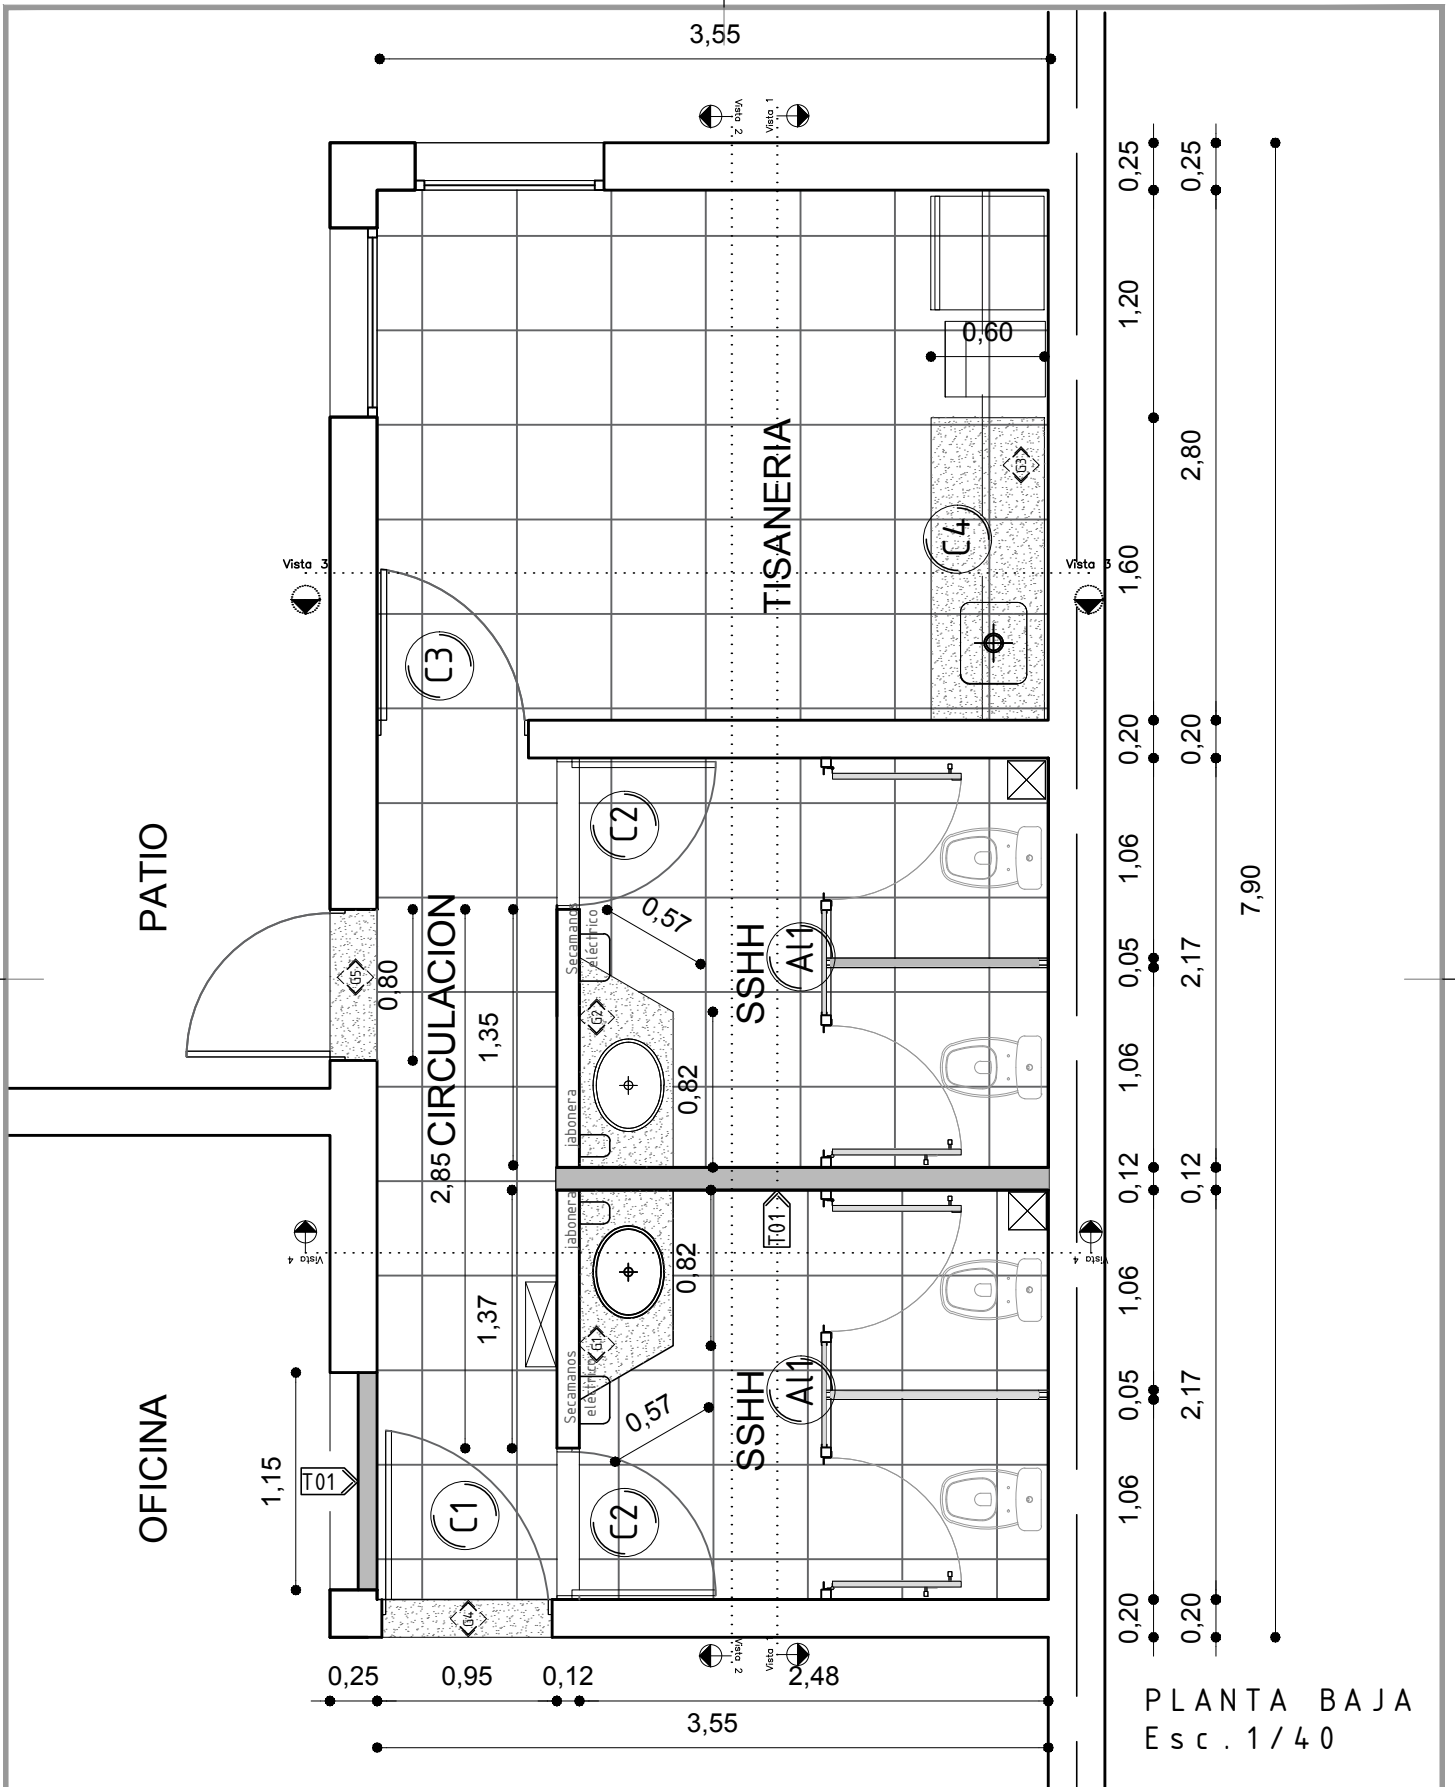 3,55
Vista 2
Vista 1
0,25
0,25
1,20
0,60
2,80
TISANERIA
G3
C4
Vista 3
Vista 3
1,60
C3
0,20
0,20
PATIO
C2
1,06
7,90
0,57
Secamanos
eléctrico
SSHH
Al1
0,05
2,17
G5
0,80
CIRCULACION
1,35
G2
0,82
1,06
jabonera
2,85
0,12
0,12
jabonera
T01
Vista 4
Vista 4
0,82
1,06
1,37
G1
Secamanos
eléctrico
OFICINA
0,57
SSHH
Al1
0,05
2,17
1,15
T01
C1
C2
1,06
G4
0,20
0,20
Vista 2
Vista
0,25
0,95
0,12
2,48
3,55
PLANTA BAJA
Esc. 1/40